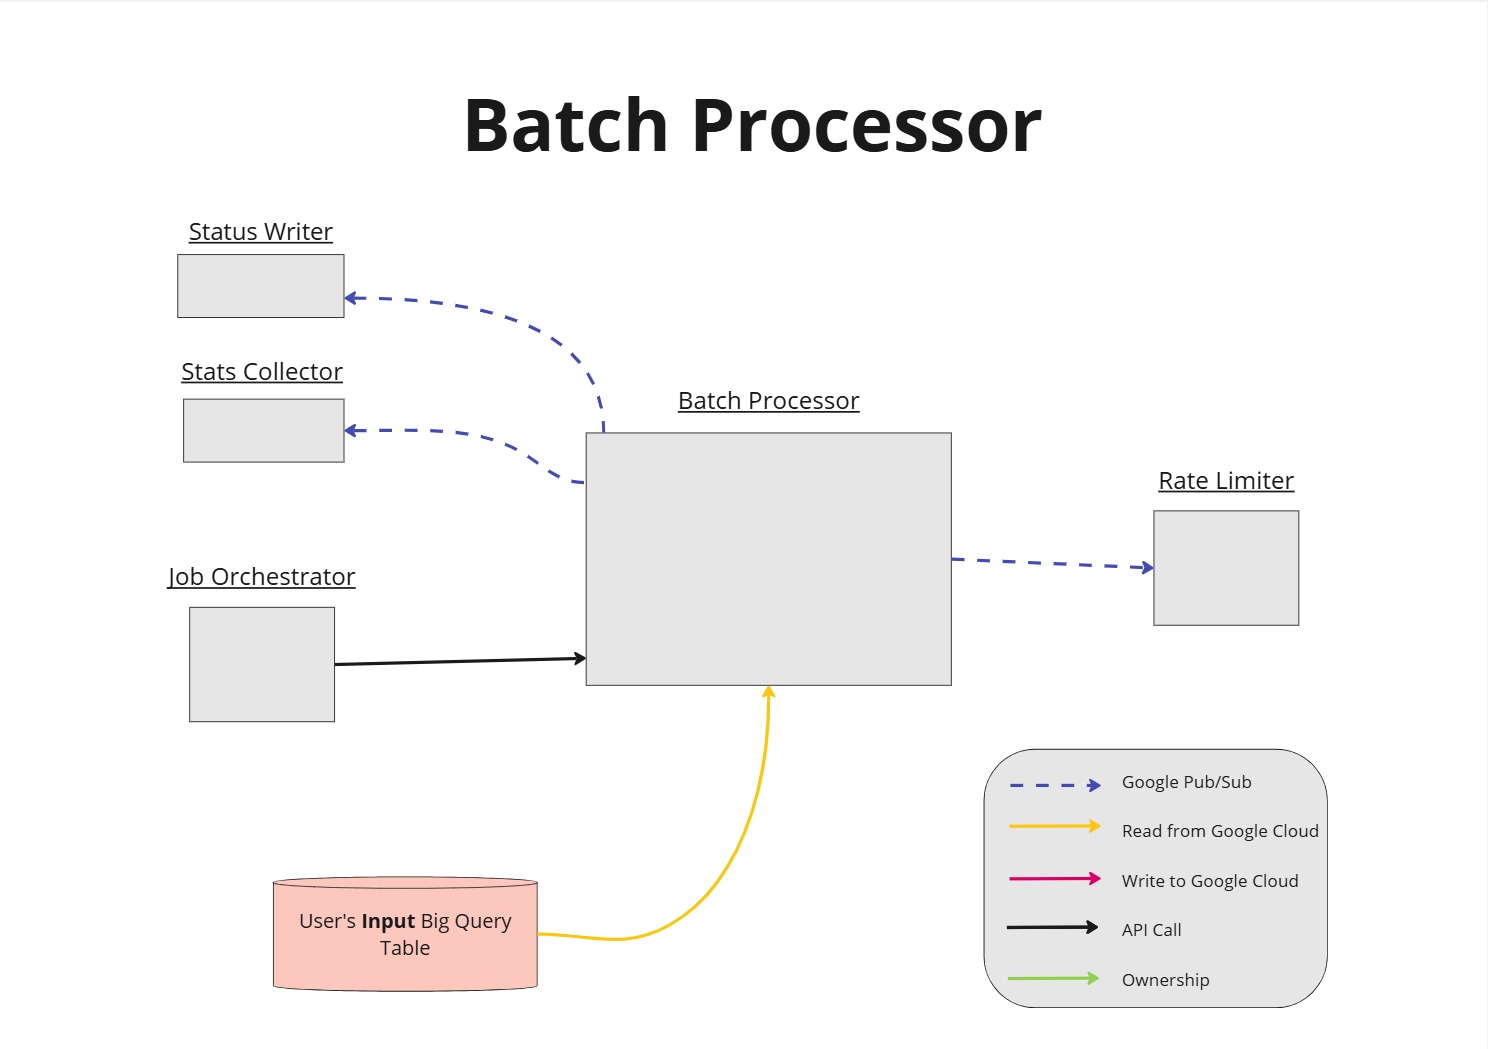 Batch Processor
Status Writer
Stats Collector
Batch Processor
Rate Limiter
Job Orchestrator
User's Input Big Query
Table
Google Pub/Sub
Read from Google Cloud
Write to Google Cloud
API Call
Ownership